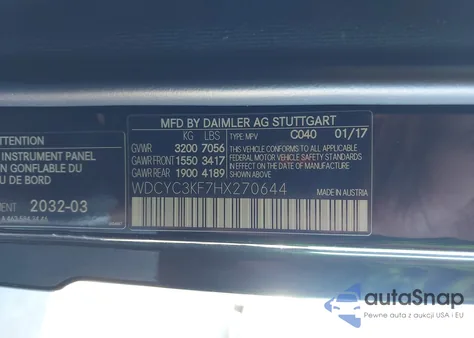 MFD BY DAIMLER AG STUTTGART
KG LBS TYPE MPV C040 01/17
GVWR 3200 7056 THIS VEHICLE CONFORMS TO ALL APPLICABLE
GAWR FRONT 1550 3417 FEDERAL MOTOR VEHICLE SAFETY STANDARDS
GAWR REAR 1900 4189 IN EFFECT ON THE DATE OF MANUFACTURE
SHOWN ABOVE.
WDCYC3KF7HX270644 MADE IN AUSTRIA
TTENTION
INSTRUMENT PANEL
ON GONFLABLE DU
U DE BORD
2032-03
autoSnap
Pewne auta z aukcji USA i EU